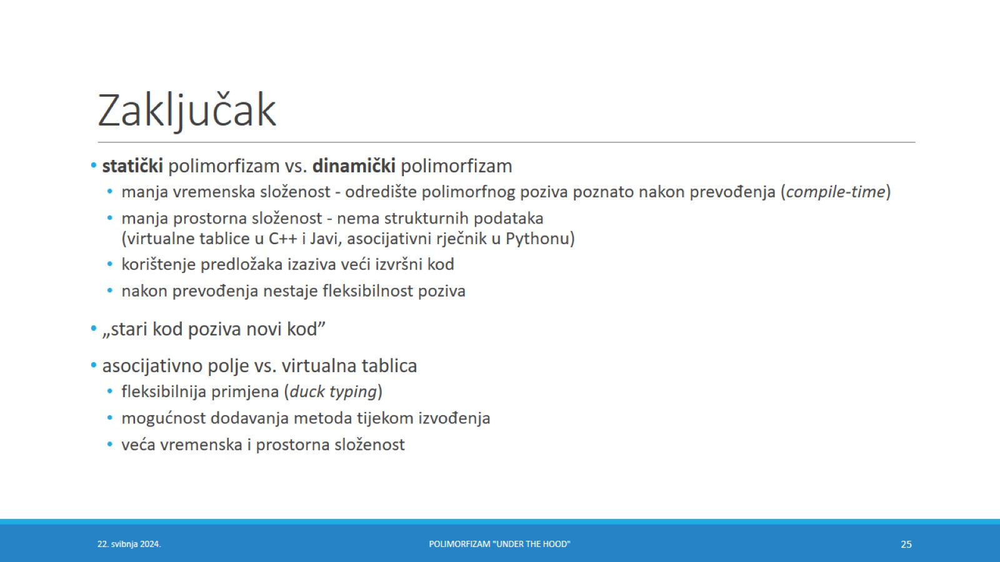 Zaključak
• statički polimorfizam vs. dinamički polimorfizam
• manja vremenska složenost - odredište polimorfnog poziva poznato nakon prevođenja (compile-time)
• manja prostorna složenost - nema strukturnih podataka
(virtualne tablice u C++ i Javi, asocijativni rječnik u Pythonu)
• korištenje predložaka izaziva veći izvršni kod
• nakon prevođenja nestaje fleksibilnost poziva
• „stari kod poziva novi kod”
• asocijativno polje vs. virtualna tablica
• fleksibilnija primjena (duck typing)
• mogućnost dodavanja metoda tijekom izvođenja
• veća vremenska i prostorna složenost
22. svibnja 2024.
POLIMORFIZAM "UNDER THE HOOD"
25